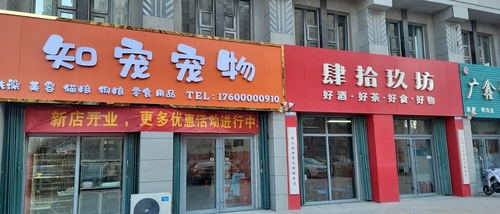 知宠宠物
洗澡 美容 猫粮 狗粮 零食用品 TEL:17600000910
新店开业，更多优惠活动进行中
肆拾玖坊
好酒·好茶·好食·好物
广鑫